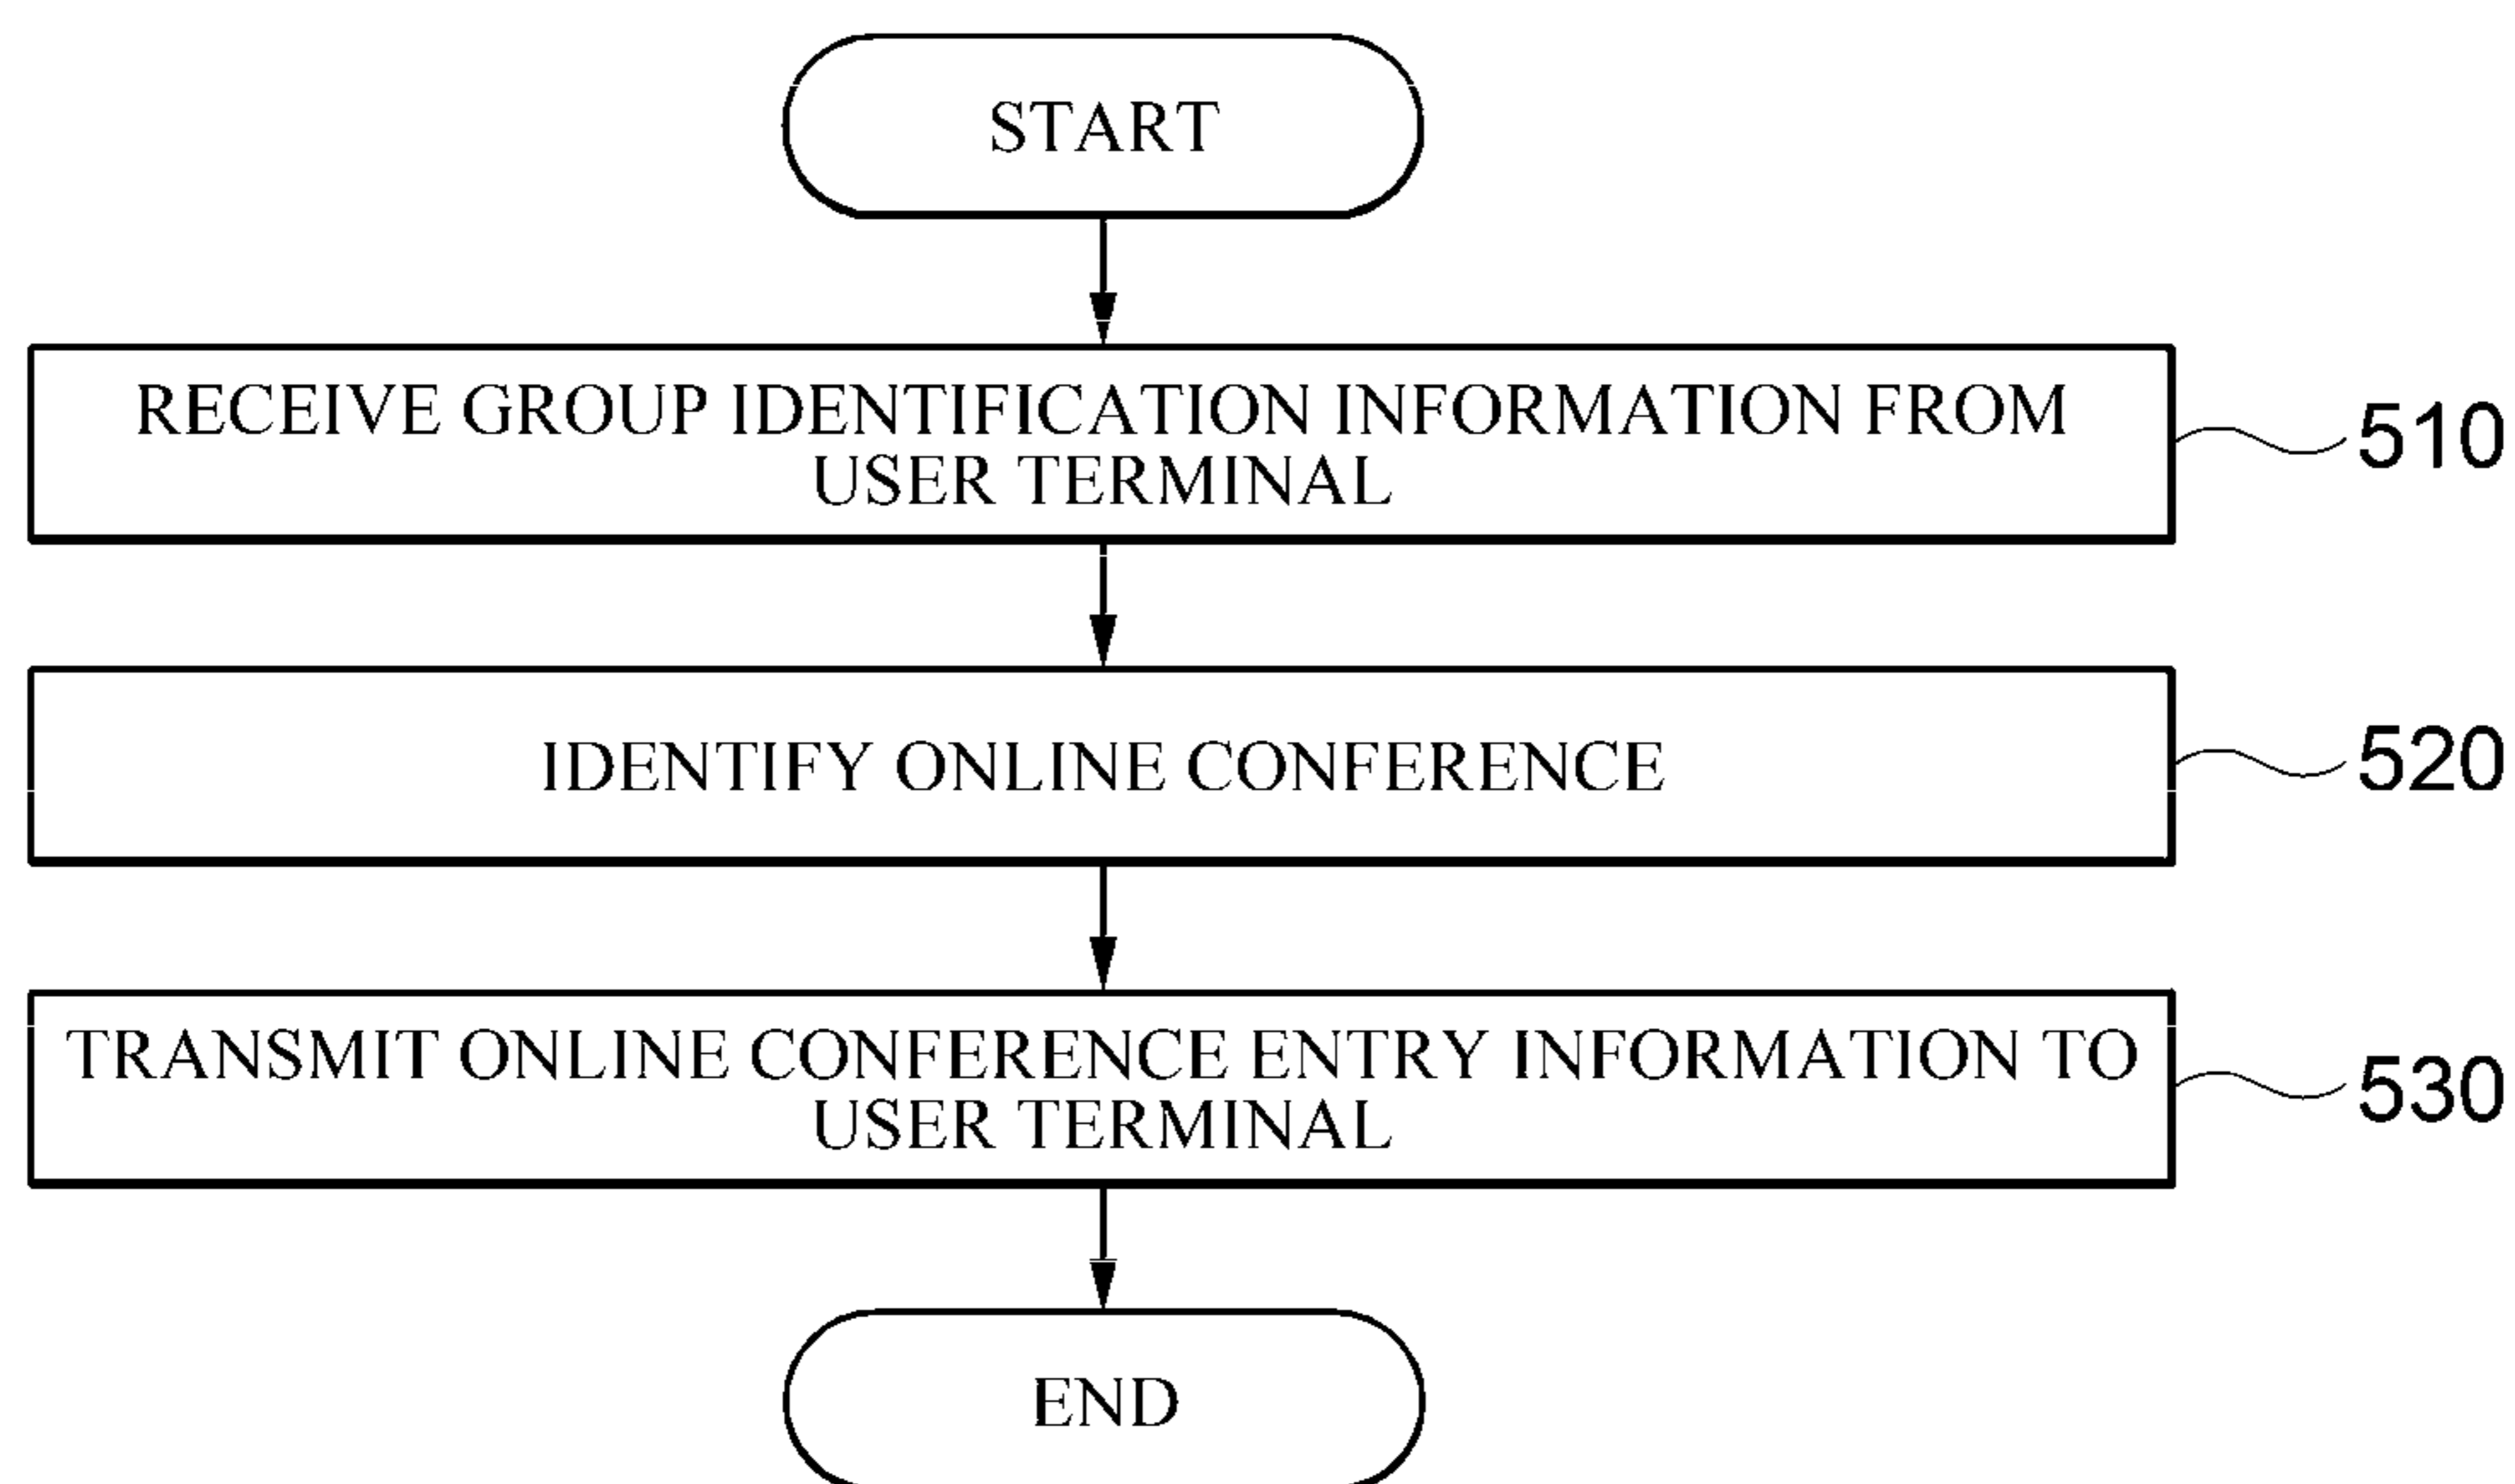 START
RECEIVE GROUP IDENTIFICATION INFORMATION FROM
USER TERMINAL
510
IDENTIFY ONLINE CONFERENCE
520
TRANSMIT ONLINE CONFERENCE ENTRY INFORMATION TO
USER TERMINAL
530
END